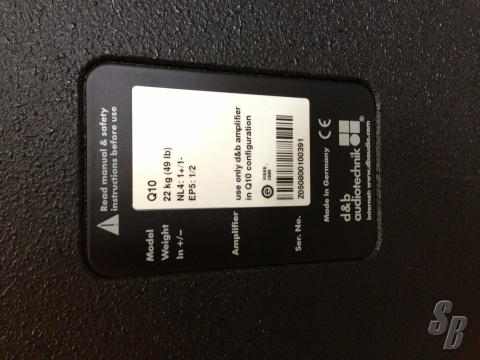 Read manual & safety
instructions before use
Model Q10
Weight 22 kg (49 lb)
In +/– NL4: 1+/1-
EP5: 1/2
Amplifier use only d&b amplifier
in Q10 configuration
Ser. No. Z050800100391
Made in Germany CE
d&b
audiotechnik ®
Internet: www.dbaudio.com
SB